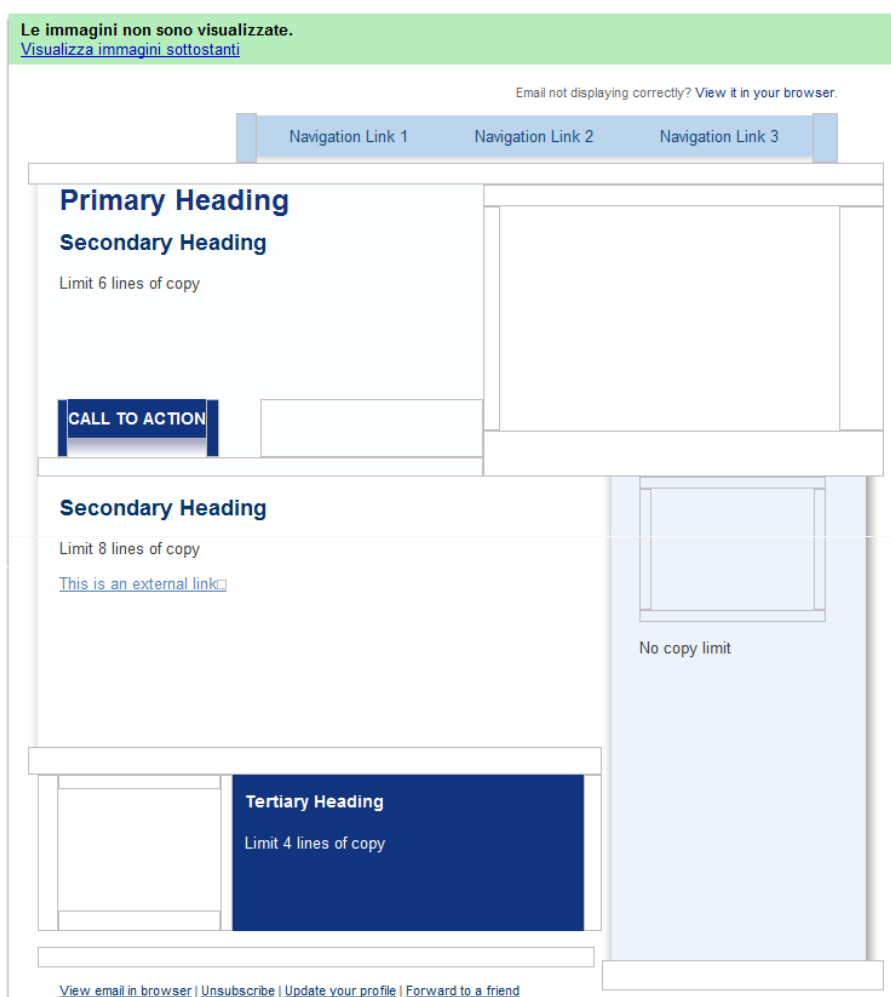 Le immagini non sono visualizzate.
Visualizza immagini sottostanti
Email not displaying correctly? View it in your browser.
Navigation Link 1 Navigation Link 2 Navigation Link 3
Primary Heading
Secondary Heading
Limit 6 lines of copy
CALL TO ACTION
Secondary Heading
Limit 8 lines of copy
This is an external link
No copy limit
Tertiary Heading
Limit 4 lines of copy
View email in browser | Unsubscribe | Update your profile | Forward to a friend